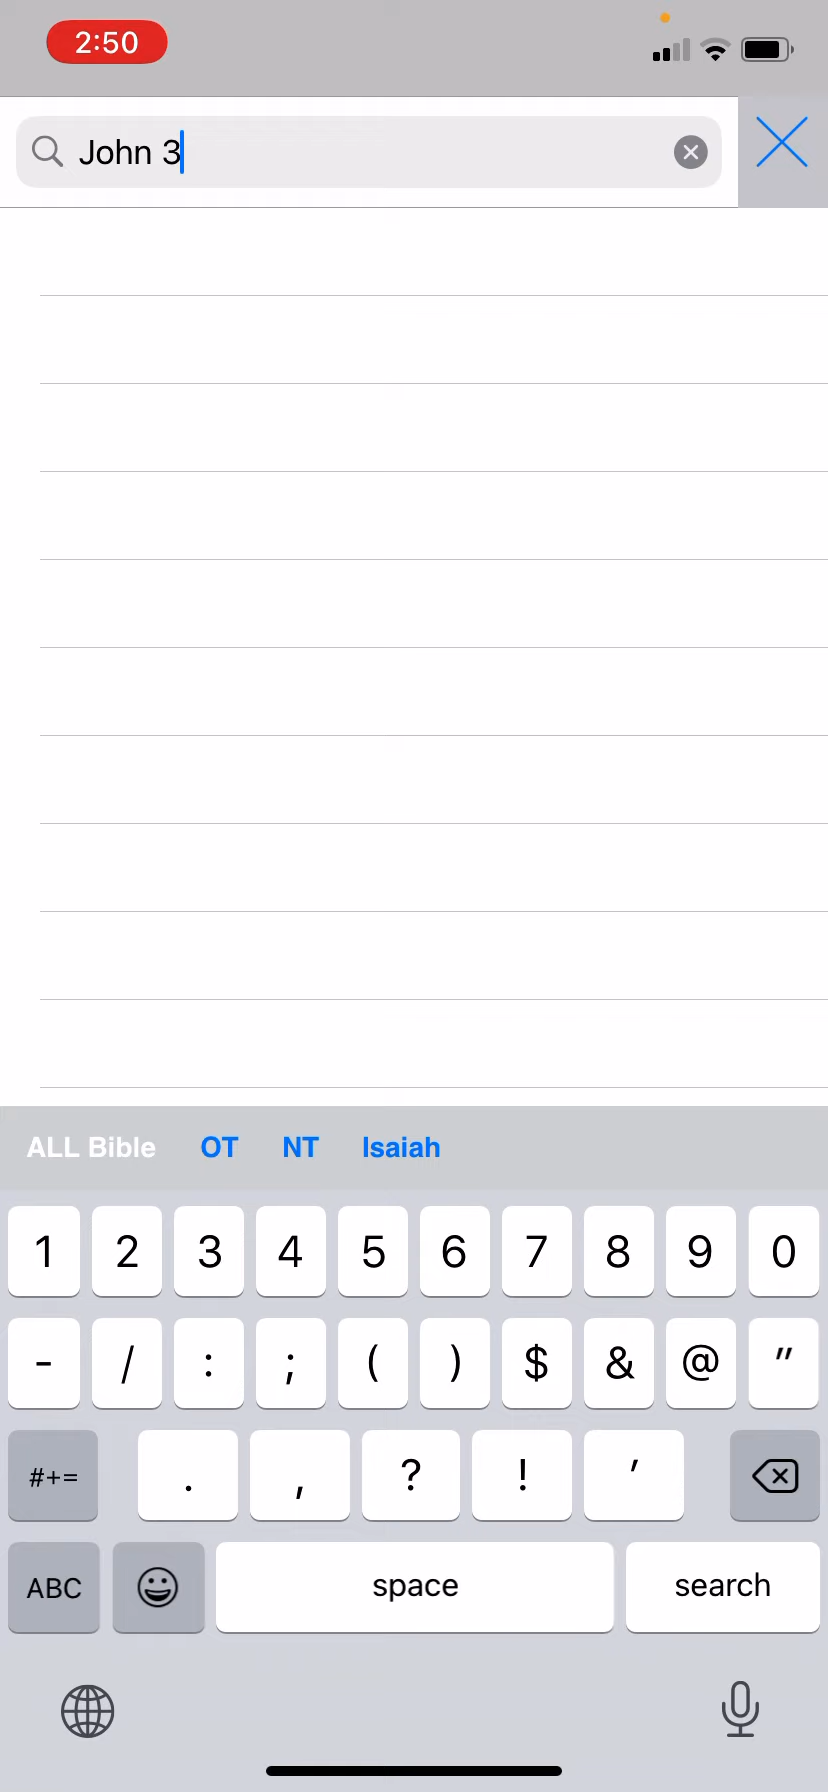 2:50
John 3
ALL Bible OT NT Isaiah
1 2 3 4 5 6 7 8 9 0
- / : ; ( ) $ & @ "
#+= . , ? ! '
ABC space search